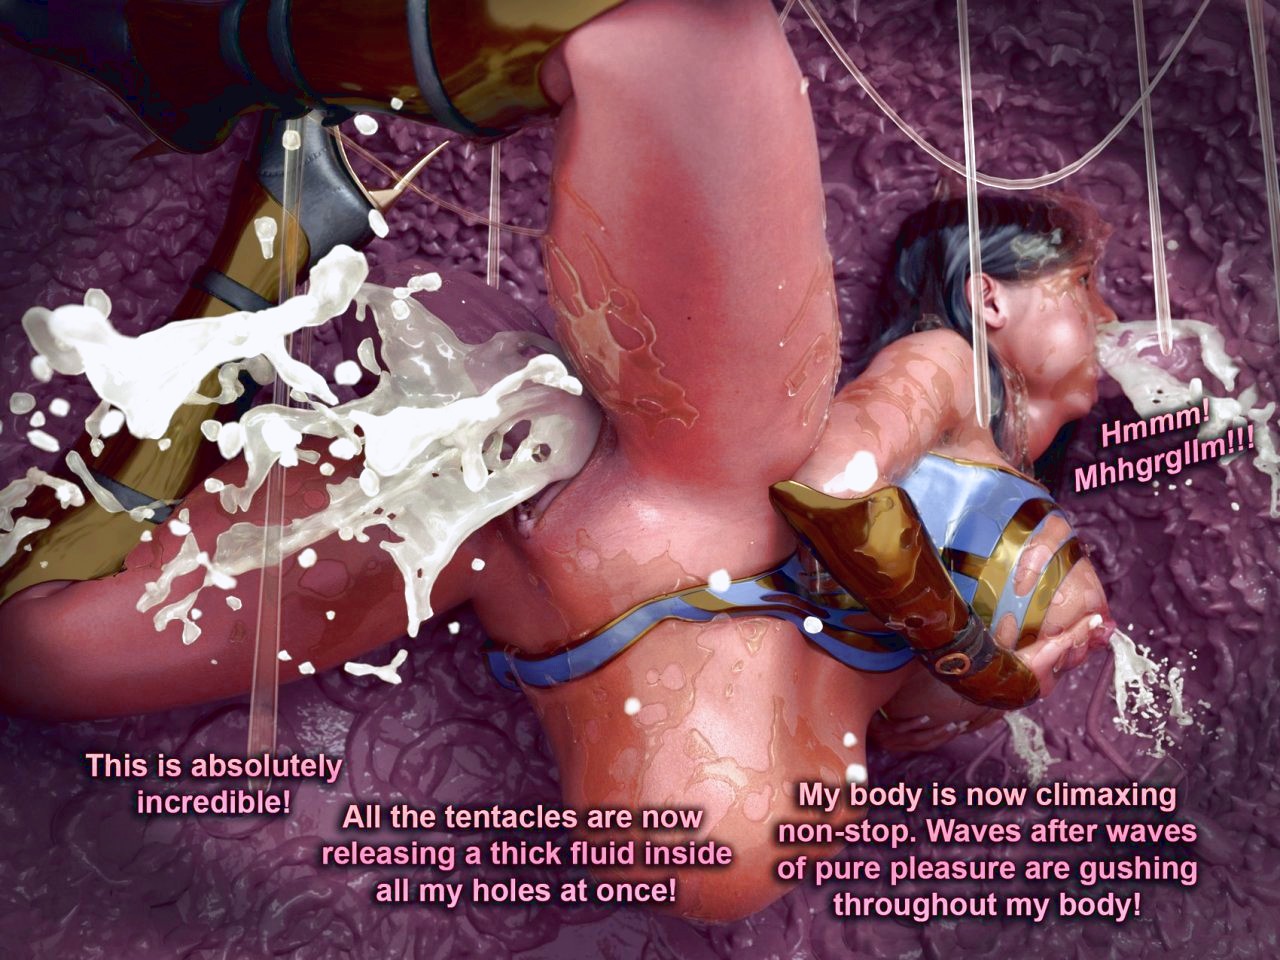 Hmmm!
Mhhgrgllm!!!
This is absolutely
incredible!
All the tentacles are now
releasing a thick fluid inside
all my holes at once!
My body is now climaxing
non-stop. Waves after waves
of pure pleasure are gushing
throughout my body!